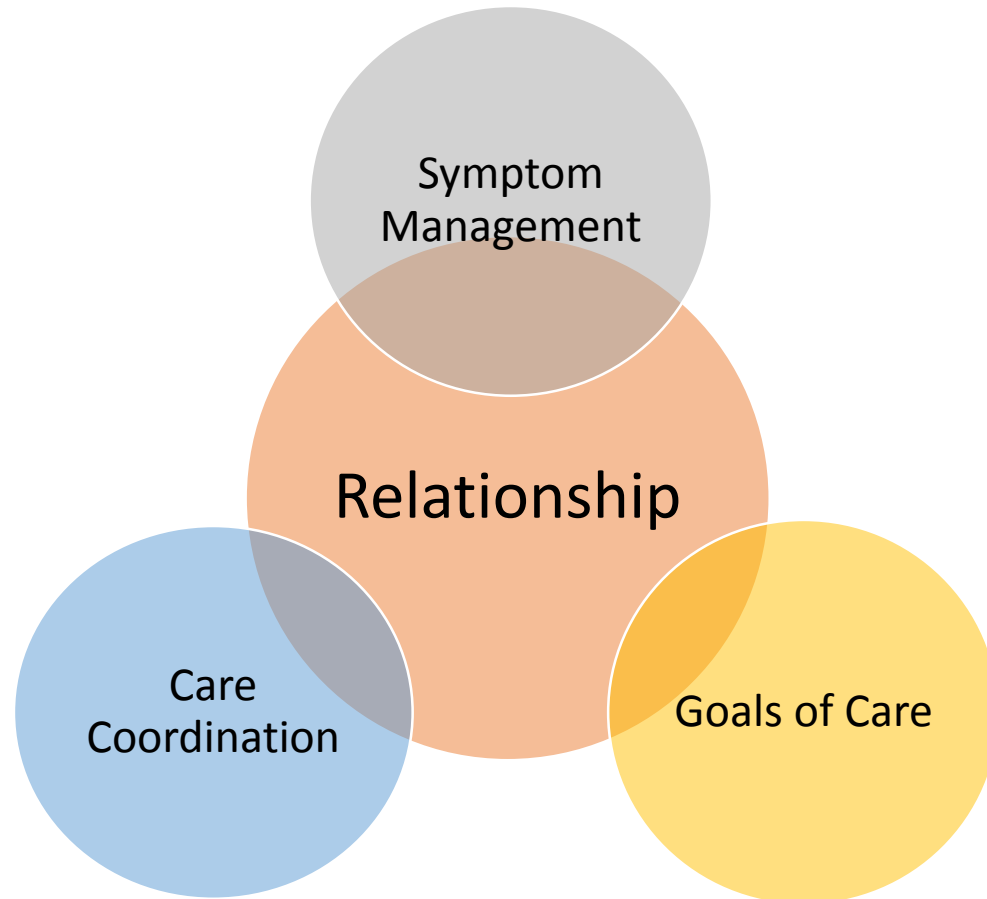 Symptom
Management
Relationship
Care
Coordination
Goals of Care